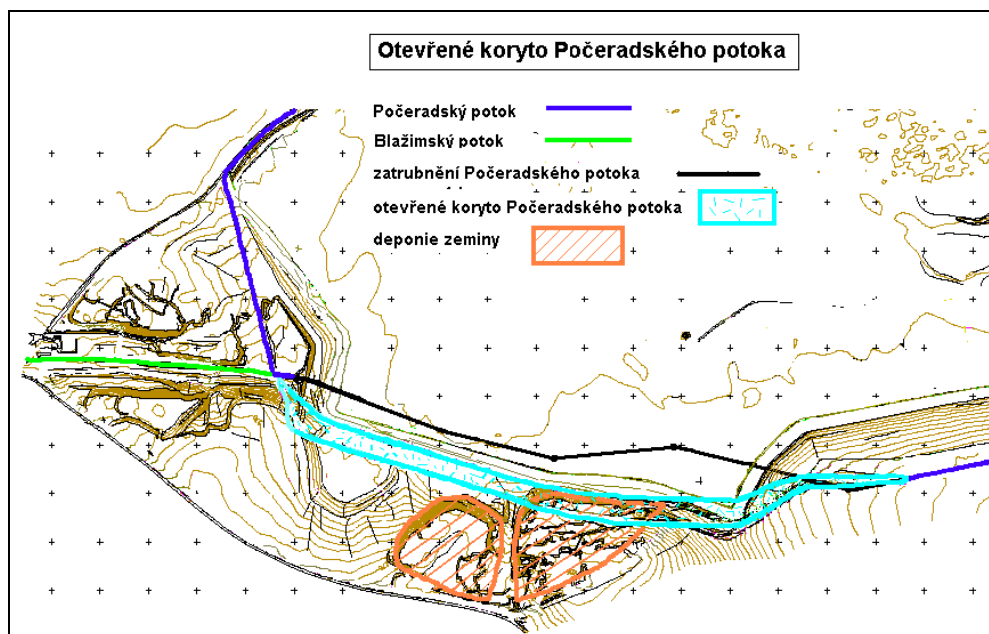 Otevřené koryto Počeradského potoka
Počeradský potok
Blažimský potok
zatrubnění Počeradského potoka
otevřené koryto Počeradského potoka
deponie zeminy